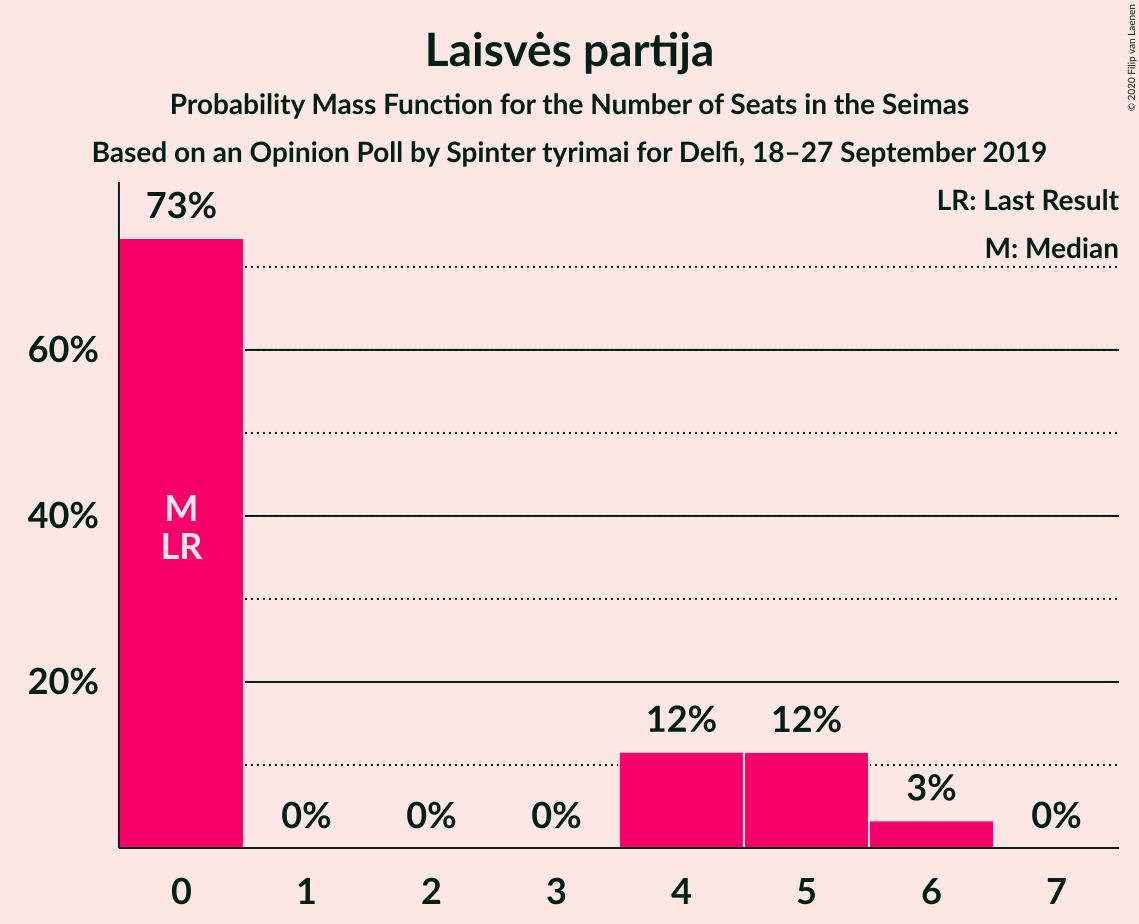 Laisvės partija
Probability Mass Function for the Number of Seats in the Seimas
Based on an Opinion Poll by Spinter tyrimai for Delfi, 18–27 September 2019
© 2020 Filip van Laenen
LR: Last Result
M: Median
60%
40%
20%
73%
0%
0%
0%
12%
12%
3%
0%
M
LR
0 1 2 3 4 5 6 7